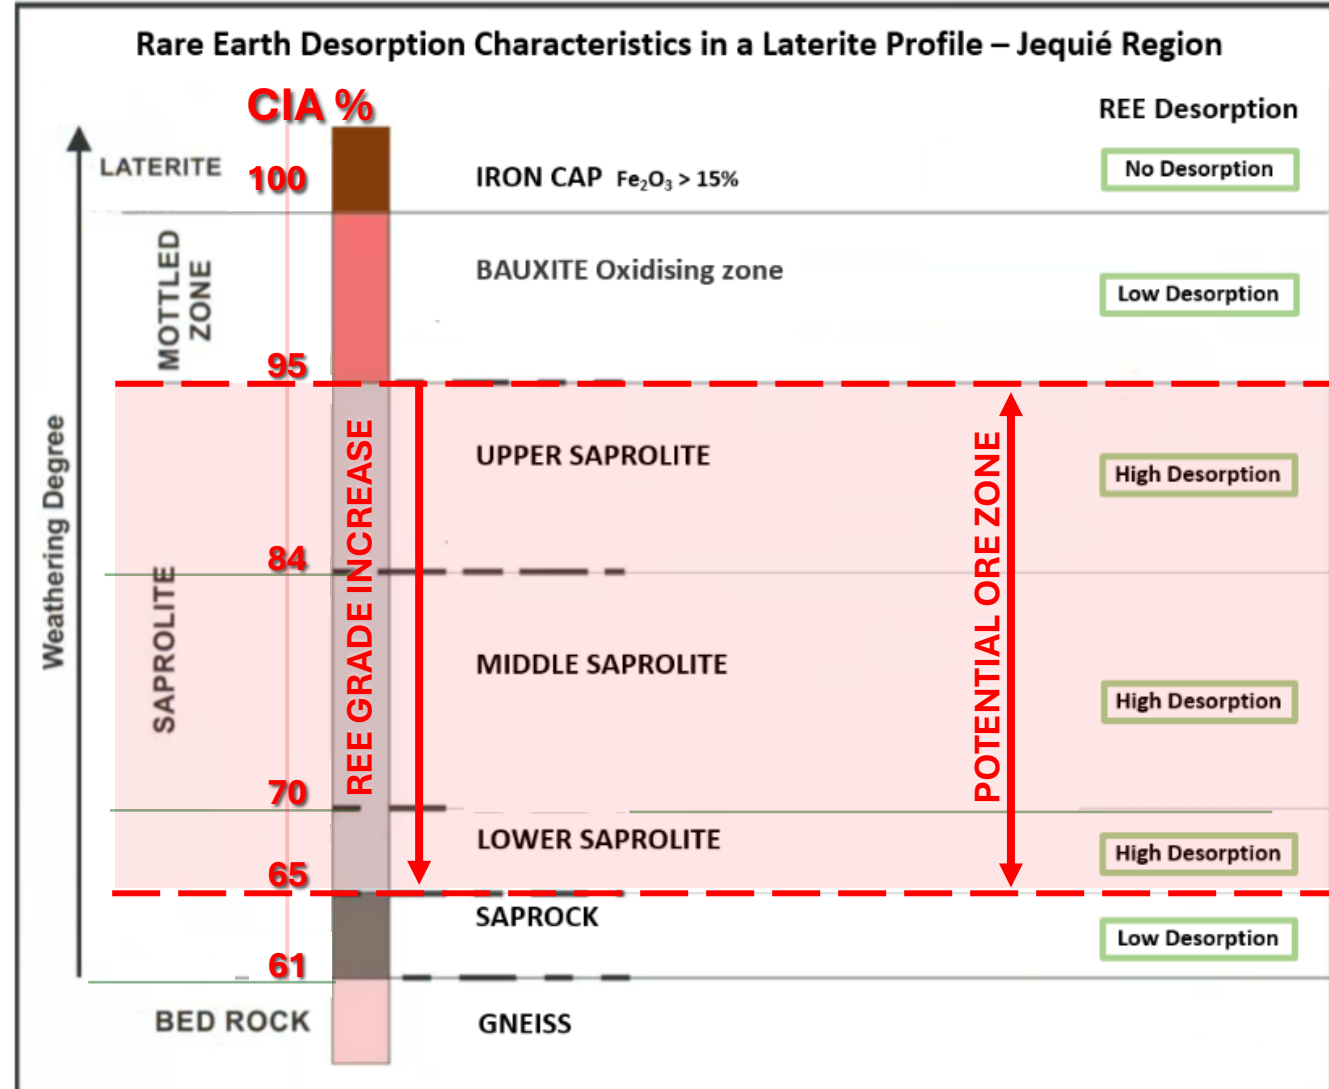 Rare Earth Desorption Characteristics in a Laterite Profile – Jequié Region
CIA %
REE Desorption
LATERITE
100
IRON CAP Fe₂O₃ > 15%
No Desorption
MOTTLED
ZONE
BAUXITE Oxidising zone
Low Desorption
95
Weathering Degree
SAPROLITE
REE GRADE INCREASE
UPPER SAPROLITE
POTENTIAL ORE ZONE
High Desorption
84
MIDDLE SAPROLITE
High Desorption
70
LOWER SAPROLITE
High Desorption
65
SAPROCK
Low Desorption
61
BED ROCK
GNEISS